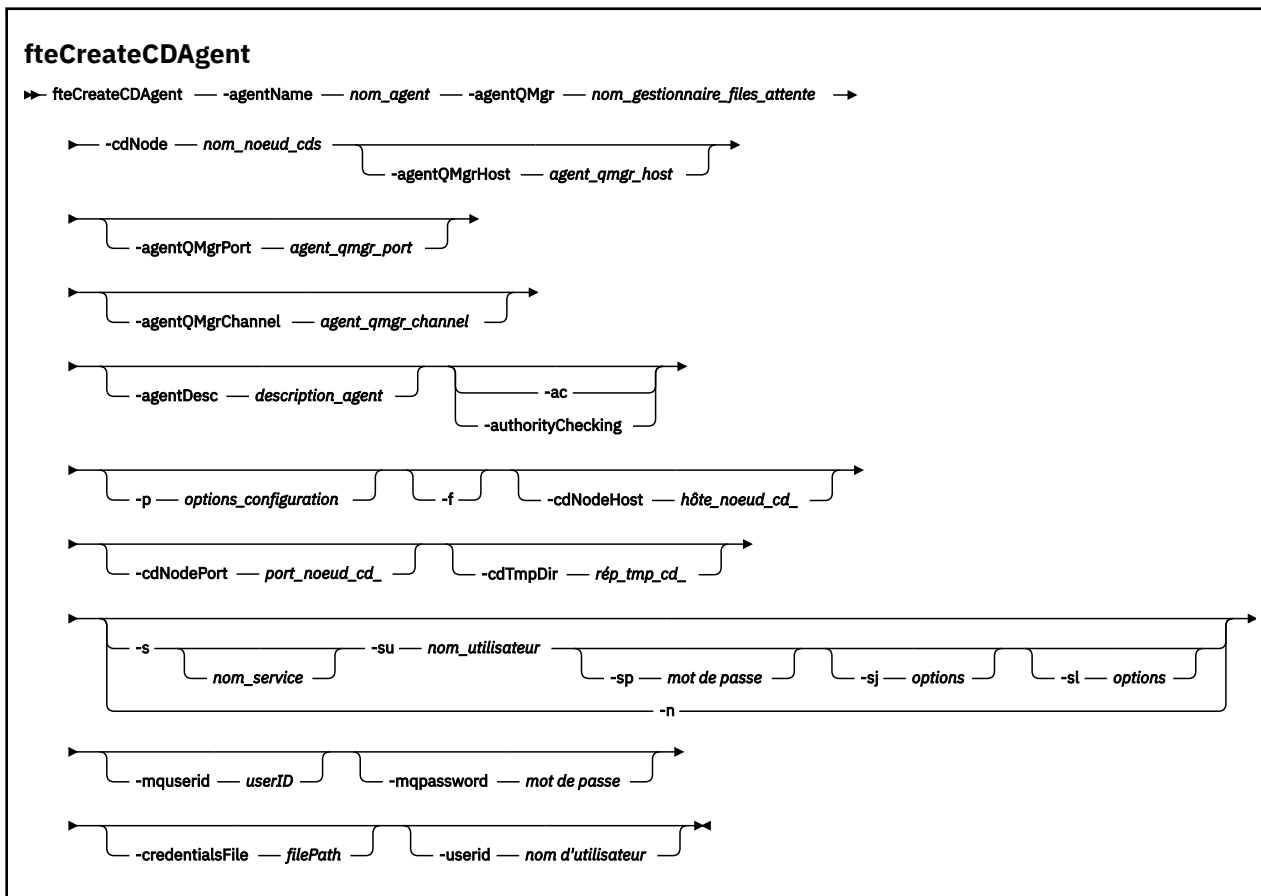 fteCreateCDAgent
fteCreateCDAgent -agentName nom_agent -agentQMgr nom_gestionnaire_files_attente
-cdNode nom_noeud_cds
-agentQMgrHost agent_qmgr_host
-agentQMgrPort agent_qmgr_port
-agentQMgrChannel agent_qmgr_channel
-ac
-agentDesc description_agent
-authorityChecking
-p options_configuration -f -cdNodeHost hôte_noeud_cd_
-cdNodePort port_noeud_cd_ -cdTmpDir rép_tmp_cd_
-s -su nom_utilisateur
nom_service -sp mot de passe -sj options -sl options
-n
-mquserid userID -mqpassword mot de passe
-credentialsFile filePath -userid nom d'utilisateur